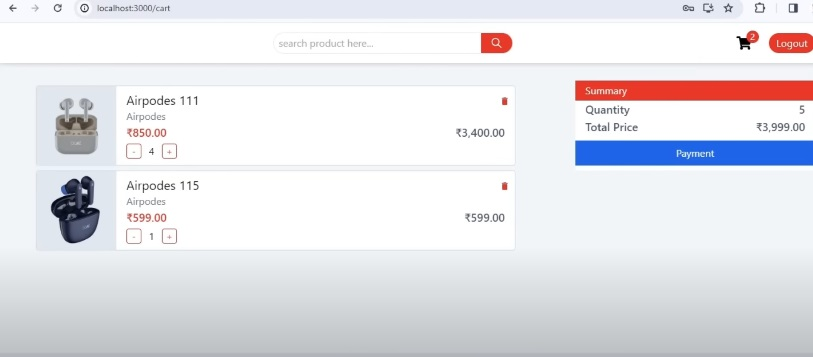 localhost:3000/cart
search product here...
2
Logout
Airpodes 111
Airpodes
₹850.00
₹3,400.00
- 4 +
Airpodes 115
Airpodes
₹599.00
₹599.00
- 1 +
Summary
Quantity 5
Total Price ₹3,999.00
Payment